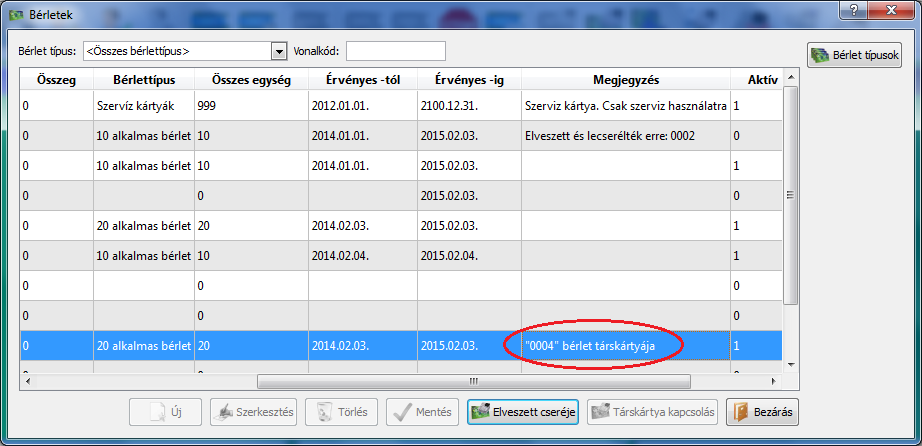 Bérletek
Bérlet típus: <Összes bérlettípus> Vonalkód:
Bérlet típusok
Összeg Bérlettípus Összes egység Érvényes -tól Érvényes -ig Megjegyzés Aktív
0 Szervíz kártyák 999 2012.01.01. 2100.12.31. Szerviz kártya. Csak szerviz használatra 1
0 10 alkalmas bérlet 10 2014.01.01. 2015.02.03. Elveszett és lecserélték erre: 0002 0
0 10 alkalmas bérlet 10 2014.01.01. 2015.02.03. 1
0 0 2015.02.03. 0
0 20 alkalmas bérlet 20 2014.02.03. 2015.02.03. 1
0 10 alkalmas bérlet 10 2014.02.04. 2015.02.04. 1
0 0 0
0 0 0
0 20 alkalmas bérlet 20 2014.02.03. 2015.02.03. "0004" bérlet társkártyája 1
0 0 0
Új Szerkesztés Törlés Mentés Elveszett cseréje Társkártya kapcsolás Bezárás